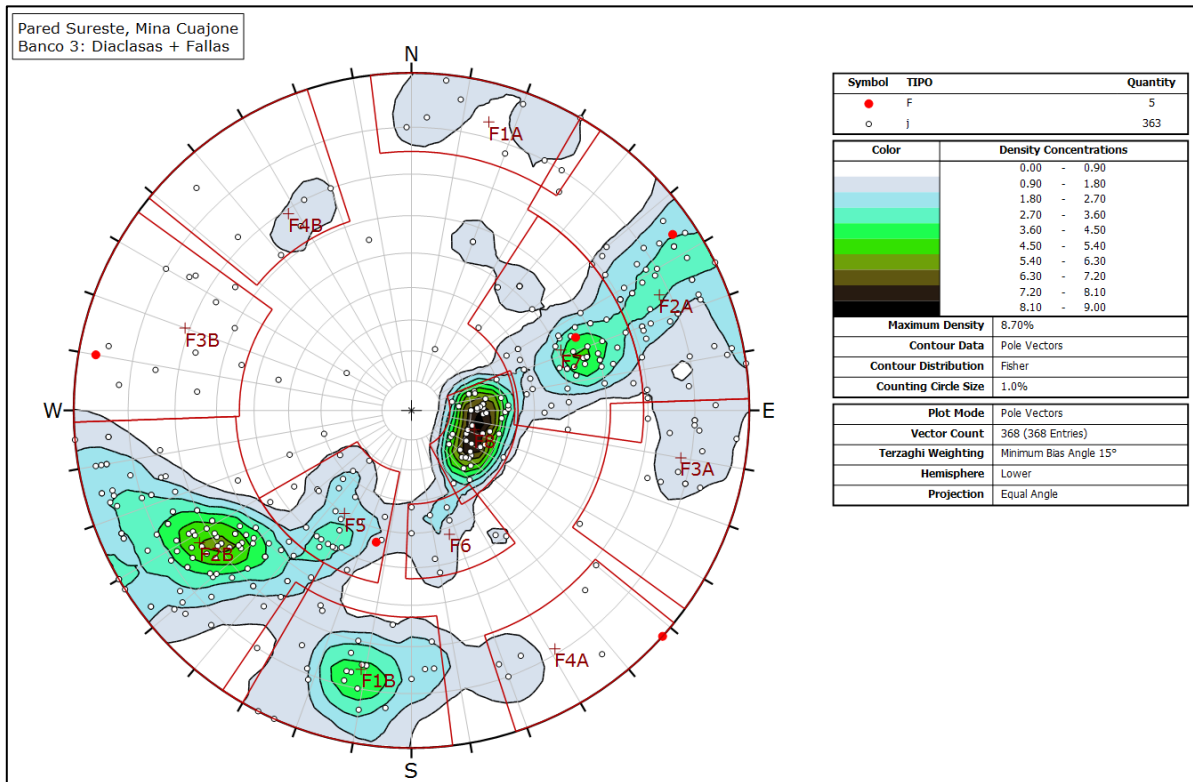 Pared Sureste, Mina Cuajone
Banco 3: Diaclasas + Fallas
N
F1A
F4B
F2A
F3B
W
E
F3A
F5
F2B
F6
F4A
F1B
S
Symbol TIPO Quantity
F 5
j 363
Color Density Concentrations
0.00 - 0.90
0.90 - 1.80
1.80 - 2.70
2.70 - 3.60
3.60 - 4.50
4.50 - 5.40
5.40 - 6.30
6.30 - 7.20
7.20 - 8.10
8.10 - 9.00
Maximum Density 8.70%
Contour Data Pole Vectors
Contour Distribution Fisher
Counting Circle Size 1.0%
Plot Mode Pole Vectors
Vector Count 368 (368 Entries)
Terzaghi Weighting Minimum Bias Angle 15°
Hemisphere Lower
Projection Equal Angle